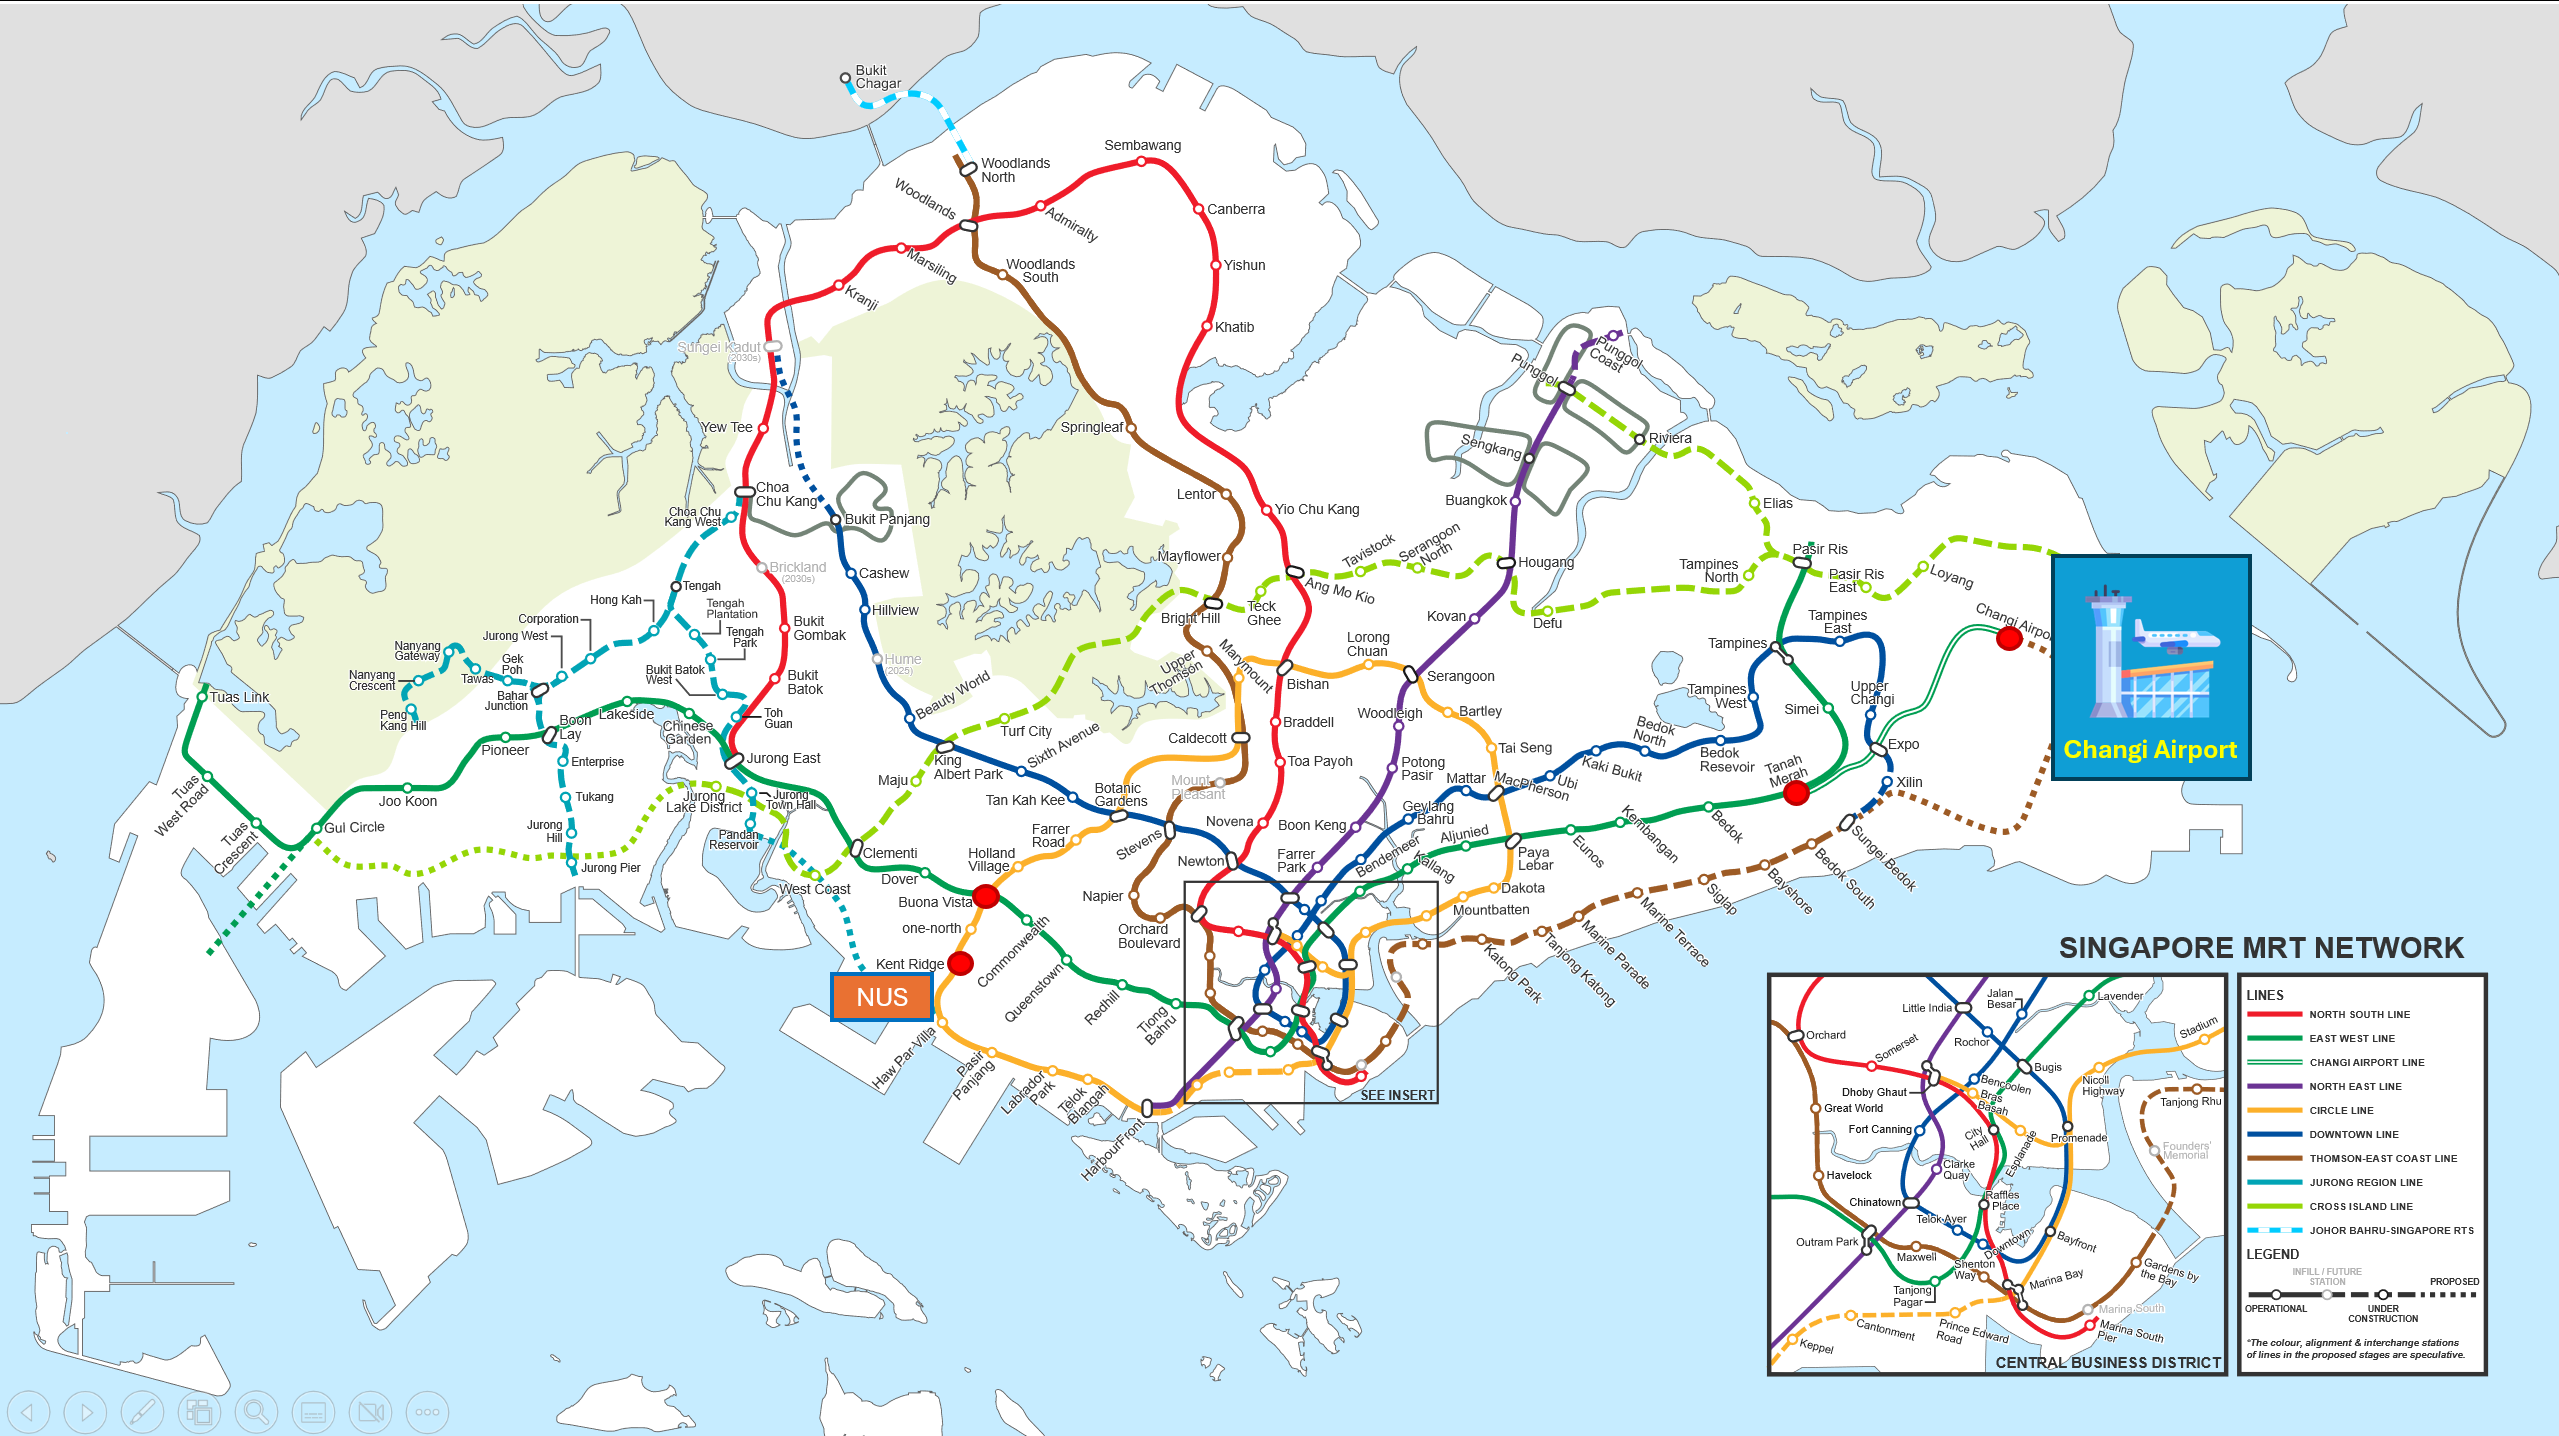 Bukit
Chagar
Woodlands
North
Sembawang
Woodlands
Admiralty
Canberra
Marsiling
Woodlands
South
Yishun
Kranji
Khatib
Sungei Kadut
(2030s)
Punggol
Coast
Punggol
Yew Tee
Springleaf
Sengkang
Riviera
Choa
Chu Kang
Lentor
Buangkok
Elias
Choa Chu
Kang West
Bukit Panjang
Yio Chu Kang
Mayflower
Tavistock
Serangoon
North
Hougang
Pasir Ris
Brickland
(2030s)
Cashew
Tampines
North
Pasir Ris
East
Loyang
Tengah
Ang Mo Kio
Hong Kah
Tengah
Plantation
Hillview
Teck
Ghee
Bright Hill
Kovan
Defu
Tampines
East
Changi Airpor
Corporation
Jurong West
Bukit
Gombak
Tengah
Park
Lorong
Chuan
Tampines
Nanyang
Gateway
Gek
Poh
Hume
(2025)
Upper
Thomson
Marymount
Nanyang
Crescent
Tawas
Bukit Batok
West
Bukit
Batok
Bishan
Serangoon
Tampines
West
Upper
Changi
Tuas Link
Bahar
Junction
Peng
Kang Hill
Boon
Lay
Lakeside
Chinese
Garden
Toh
Guan
Beauty World
Turf City
Sixth Avenue
Braddell
Woodleigh
Bartley
Simei
Bedok
North
Pioneer
Caldecott
Tai Seng
Bedok
Resevoir
Expo
Changi Airport
Enterprise
Jurong East
King
Albert Park
Toa Payoh
Potong
Pasir
Kaki Bukit
Tanah
Merah
Maju
Mount
Pleasant
Mattar
MacPherson
Ubi
Xilin
Tuas
West Road
Joo Koon
Tukang
Jurong
Lake District
Jurong
Town Hall
Tan Kah Kee
Botanic
Gardens
Geylang
Bahru
Tuas
Crescent
Gul Circle
Jurong
Hill
Pandan
Reservoir
Farrer
Road
Stevens
Novena
Boon Keng
Aljunied
Kembangan
Bedok
Jurong Pier
Clementi
Holland
Village
Newton
Farrer
Park
Bendemeer
Kallang
Paya
Lebar
Eunos
Sungei Bedok
West Coast
Dover
Napier
Dakota
Bedok South
Bayshore
Buona Vista
Mountbatten
Siglap
one-north
Commonwealth
Orchard
Boulevard
Marine Terrace
Marine Parade
Kent Ridge
Queenstown
Katong Park
Tanjong Katong
NUS
Redhill
Tiong
Bahru
Haw Par Villa
Pasir
Panjang
Labrador
Park
Telok
Blangah
HarbourFront
SEE INSERT
SINGAPORE MRT NETWORK
Little India
Jalan
Besar
Lavender
Orchard
Somerset
Rochor
Bugis
Stadium
Dhoby Ghaut
Bencoolen
Bras
Basah
Nicoll
Highway
Great World
Tanjong Rhu
Fort Canning
City
Hall
Esplanade
Promenade
Founders'
Memorial
Havelock
Clarke
Quay
Chinatown
Raffles
Place
Telok Ayer
Outram Park
Maxwell
Downtown
Bayfront
Shenton
Way
Marina Bay
Gardens by
the Bay
Tanjong
Pagar
Marina South
Keppel
Cantonment
Prince Edward
Road
Marina South
Pier
CENTRAL BUSINESS DISTRICT
LINES
NORTH SOUTH LINE
EAST WEST LINE
CHANGI AIRPORT LINE
NORTH EAST LINE
CIRCLE LINE
DOWNTOWN LINE
THOMSON-EAST COAST LINE
JURONG REGION LINE
CROSS ISLAND LINE
JOHOR BAHRU-SINGAPORE RTS
LEGEND
INFILL / FUTURE
STATION
PROPOSED
OPERATIONAL
UNDER
CONSTRUCTION
*The colour, alignment & interchange stations
of lines in the proposed stages are speculative.